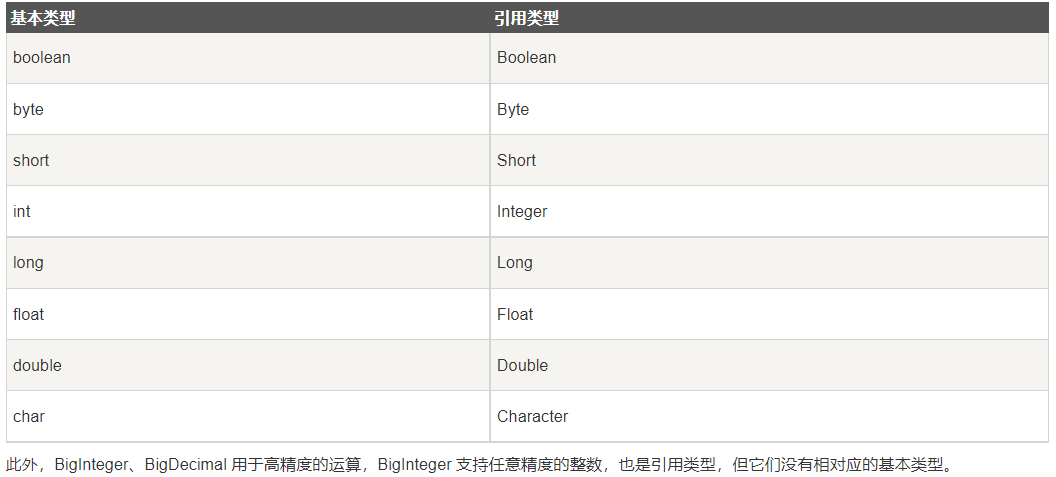 基本类型 引用类型
boolean Boolean
byte Byte
short Short
int Integer
long Long
float Float
double Double
char Character
此外，BigInteger、BigDecimal 用于高精度的运算，BigInteger 支持任意精度的整数，也是引用类型，但它们没有相对应的基本类型。